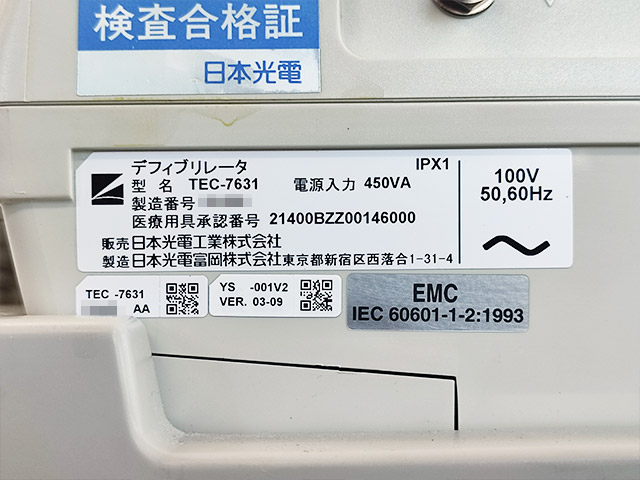 検査合格証
日本光電
デフィブリレータ
IPX1
型 名 TEC-7631 電源入力 450VA
製造番号
医療用具承認番号 21400BZZ00146000
販売 日本光電工業株式会社
製造 日本光電富岡株式会社 東京都新宿区西落合1-31-4
100V
50,60Hz
TEC -7631
AA
YS -001V2
VER. 03-09
EMC
IEC 60601-1-2:1993